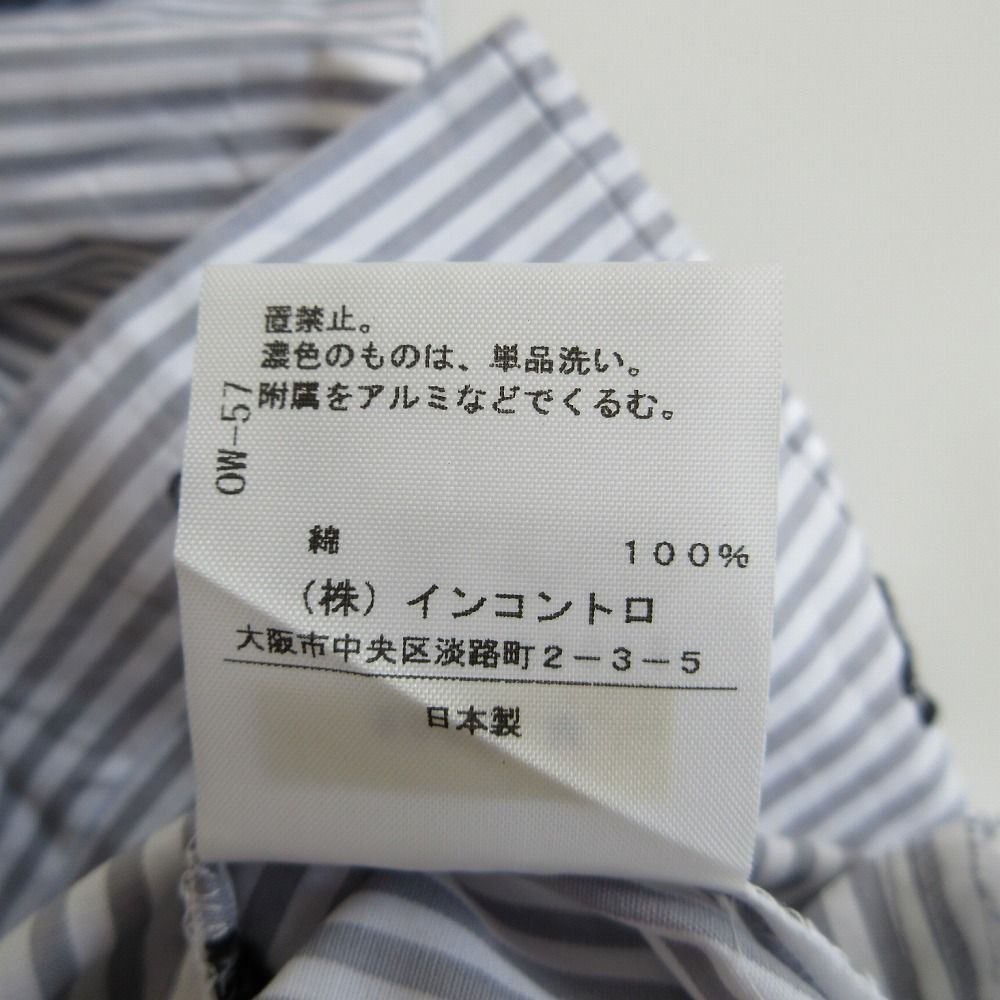 置禁止。
濃色のものは、単品洗い。
附属をアルミなどでくるむ。
OW-57
綿 100%
(株) インコントロ
大阪市中央区淡路町2-3-5
日本製